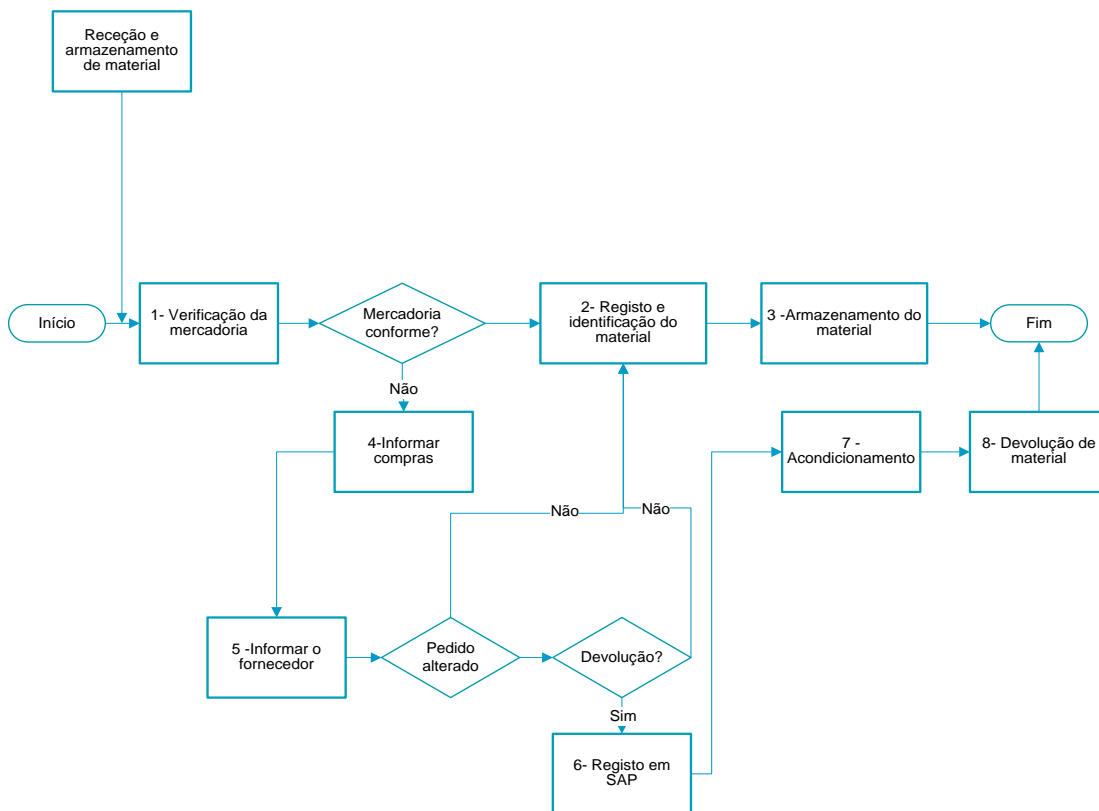 Receção e
armazenamento
de material
Início
1- Verificação da
mercadoria
Mercadoria
conforme?
2- Registo e
identificação do
material
3 -Armazenamento do
material
Fim
Não
4-Informar
compras
7 -
Acondicionamento
8- Devolução de
material
Não
Não
5 -Informar o
fornecedor
Pedido
alterado
Devolução?
Sim
6- Registo em
SAP